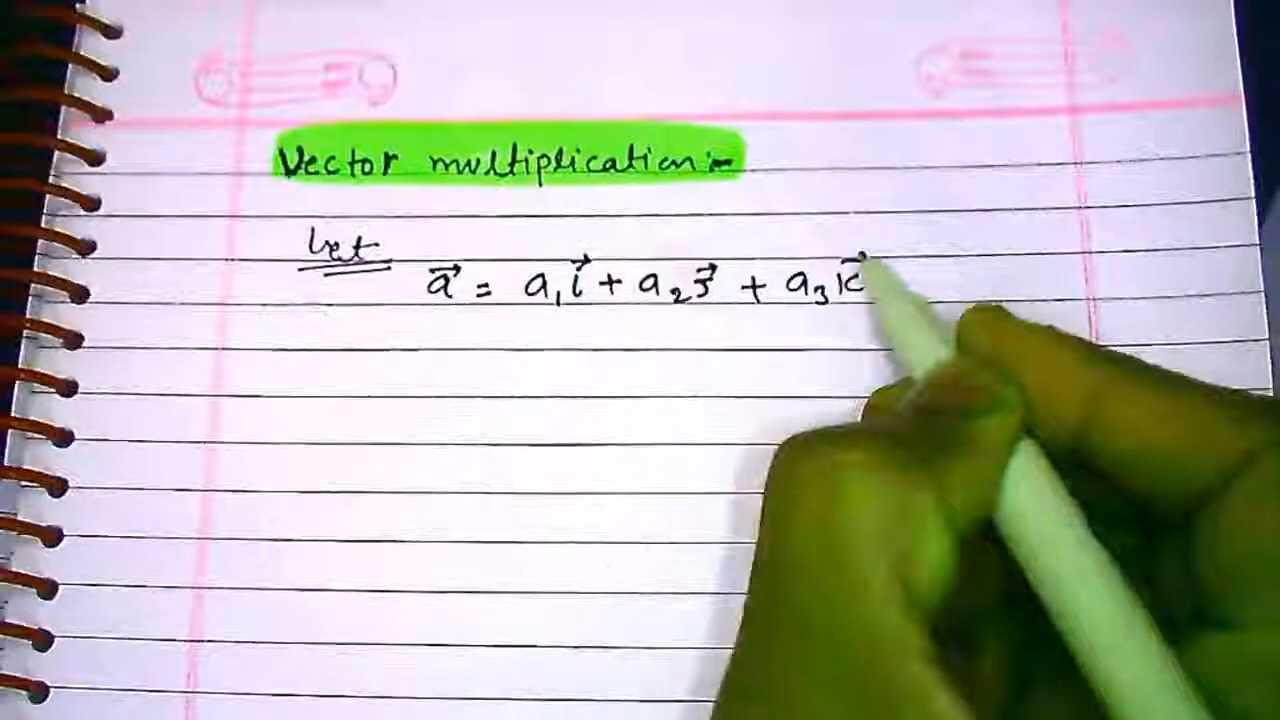 Vector multiplication:-
Let
a⃗ = a₁i⃗ + a₂j⃗ + a₃k⃗